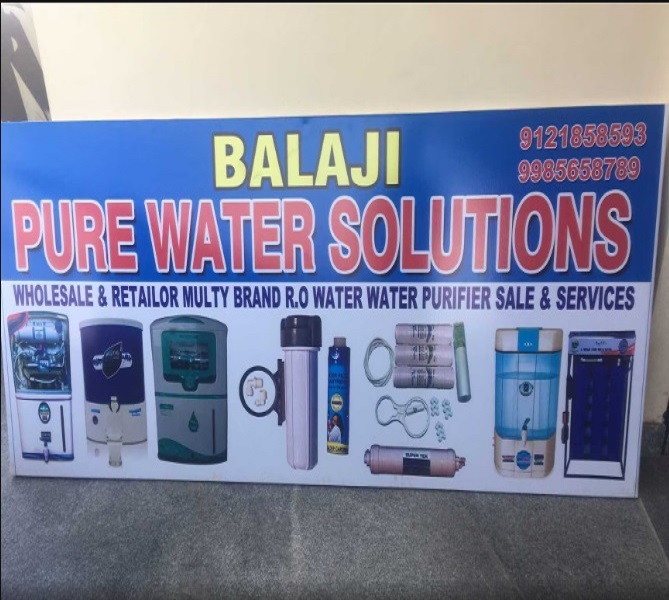 BALAJI
9121858593
9985658789
PURE WATER SOLUTIONS
WHOLESALE & RETAILOR MULTY BRAND R.O WATER WATER PURIFIER SALE & SERVICES